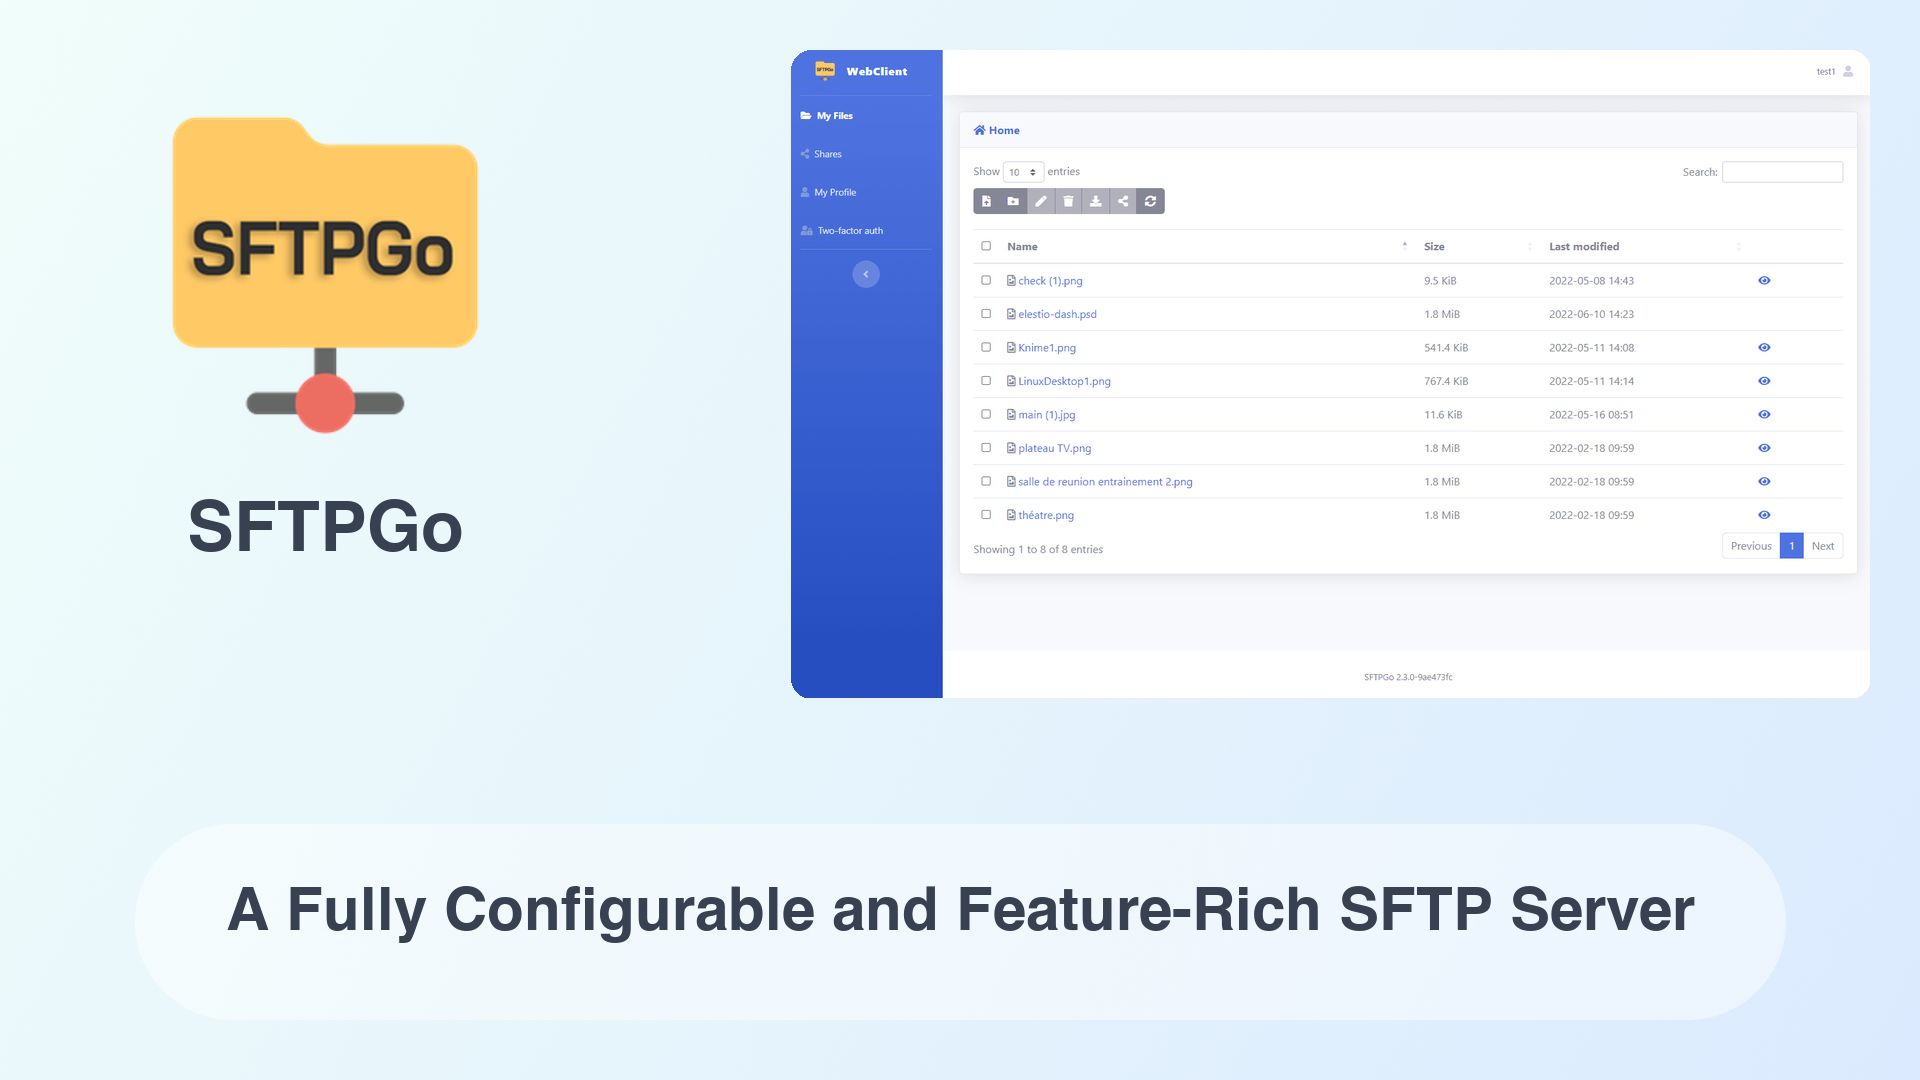 SFTPGo
SFTPGo
SFTPGo WebClient
My Files
Shares
My Profile
Two-factor auth
test1
Home
Show 10 entries
Search:
Name Size Last modified
check (1).png 9.5 KiB 2022-05-08 14:43
elestio-dash.psd 1.8 MiB 2022-06-10 14:23
Knime1.png 541.4 KiB 2022-05-11 14:08
LinuxDesktop1.png 767.4 KiB 2022-05-11 14:14
main (1).jpg 11.6 KiB 2022-05-16 08:51
plateau TV.png 1.8 MiB 2022-02-18 09:59
salle de reunion entrainement 2.png 1.8 MiB 2022-02-18 09:59
théatre.png 1.8 MiB 2022-02-18 09:59
Showing 1 to 8 of 8 entries
Previous 1 Next
SFTPGo 2.3.0-9ae473fc
A Fully Configurable and Feature-Rich SFTP Server